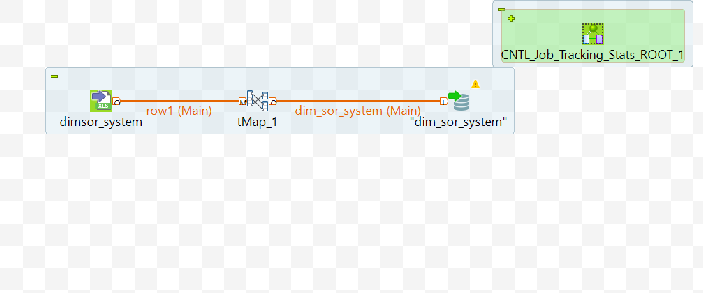 CNTL_Job_Tracking_Stats_ROOT_1
row1 (Main)
dim_sor_system (Main)
dimsor_system
tMap_1
"dim_sor_system"